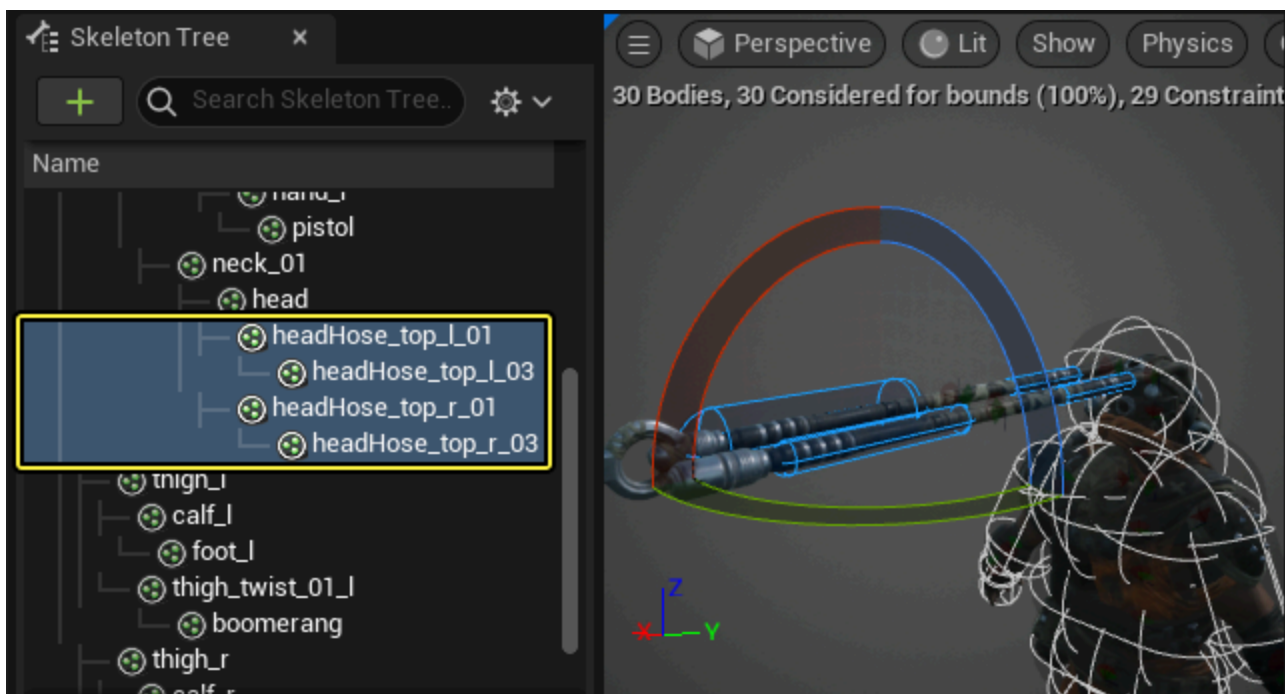 Skeleton Tree
Search Skeleton Tree..
Name
pistol
neck_01
head
headHose_top_l_01
headHose_top_l_03
headHose_top_r_01
headHose_top_r_03
thigh_l
calf_l
foot_l
thigh_twist_01_l
boomerang
thigh_r
Perspective
Lit
Show
Physics
30 Bodies, 30 Considered for bounds (100%), 29 Constraint
Z
X
Y